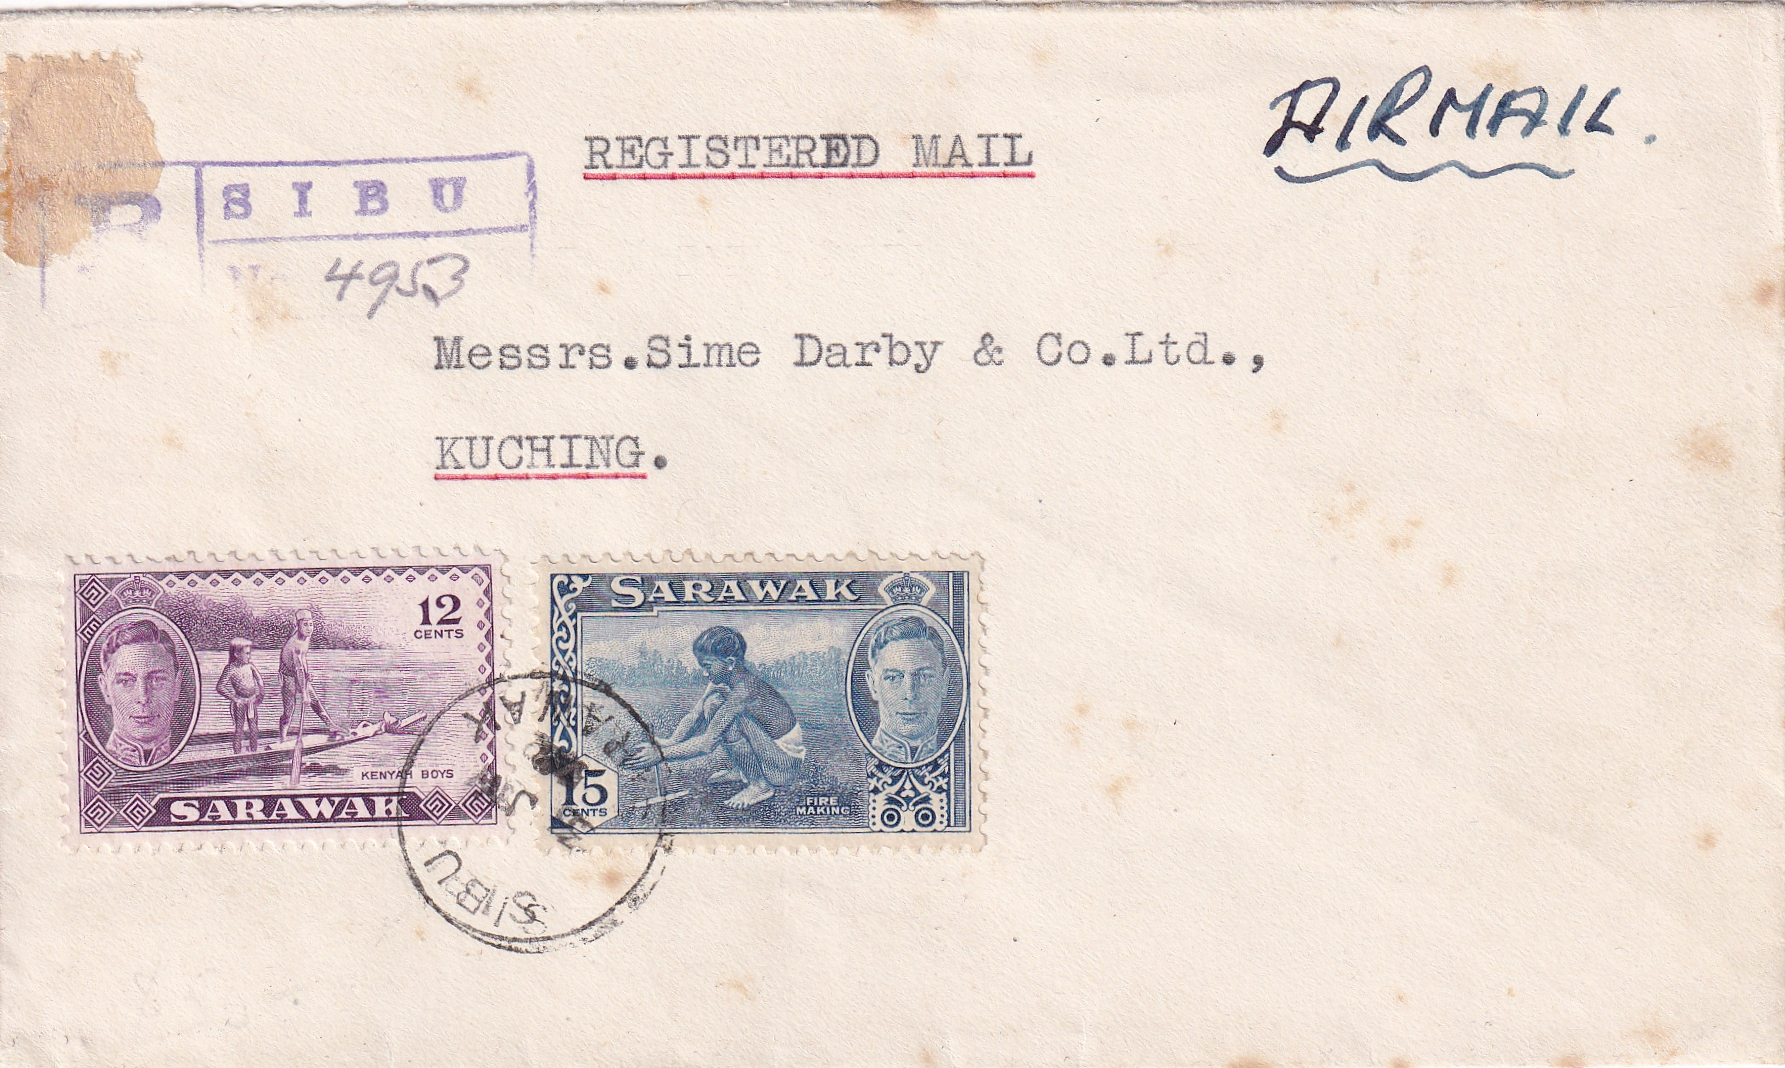 AIRMAIL.
REGISTERED MAIL
R
SIBU
No 4953
Messrs.Sime Darby & Co.Ltd.,
KUCHING.
12
CENTS
KENYAH BOYS
SARAWAK
SARAWAK
15
CENTS
FIRE
MAKING
SIBU
SARAWAK